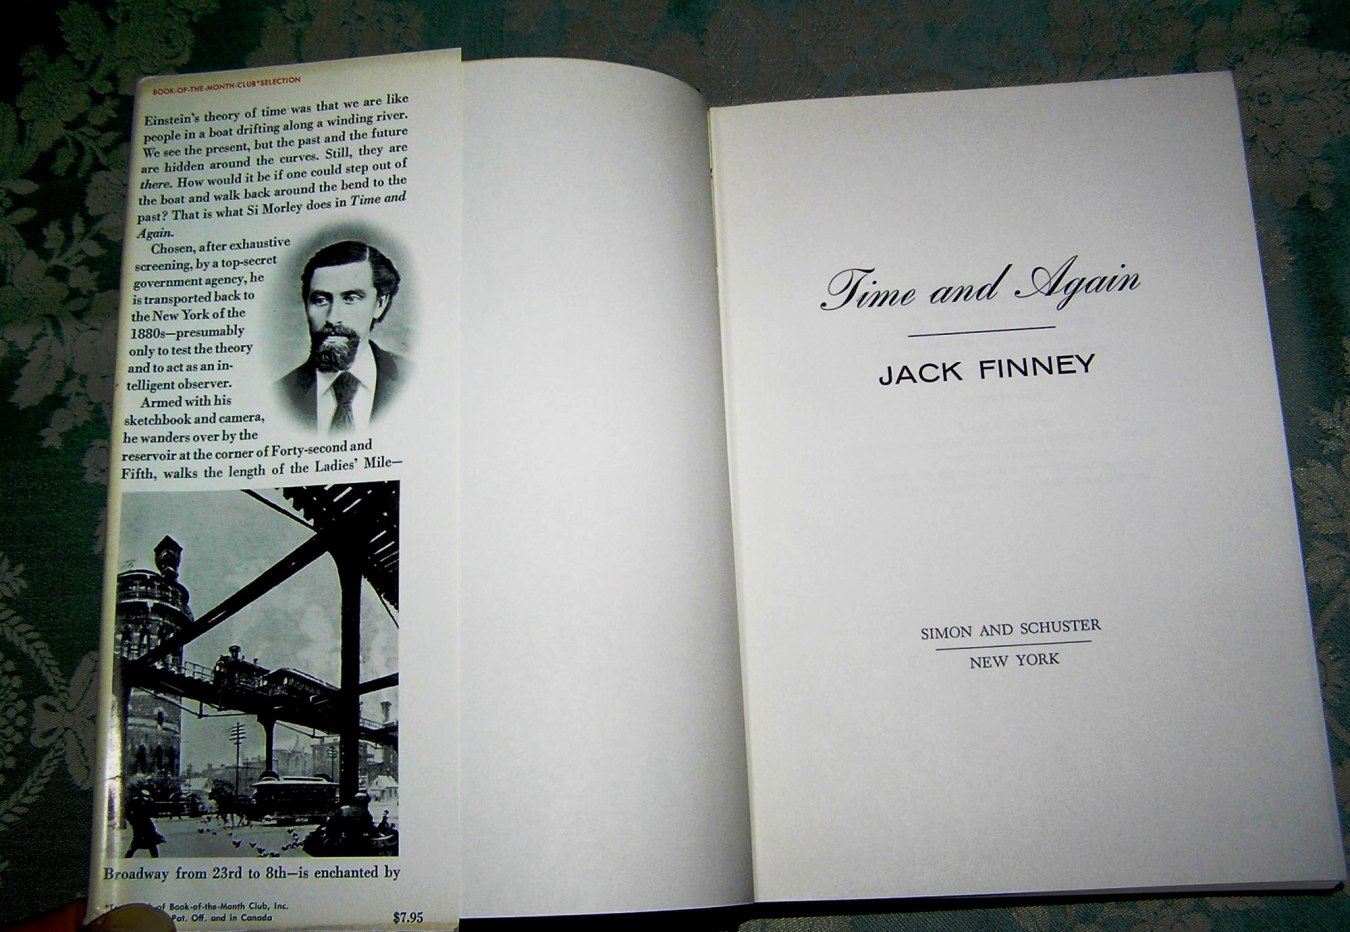 BOOK-OF-THE-MONTH-CLUB*SELECTION
Einstein's theory of time was that we are like
people in a boat drifting along a winding river.
We see the present, but the past and the future
are hidden around the curves. Still, they are
there. How would it be if one could step out of
the boat and walk back around the bend to the
past? That is what Si Morley does in Time and
Again.
Chosen, after exhaustive
screening, by a top-secret
government agency, he
is transported back to
the New York of the
1880s—presumably
only to test the theory
and to act as an in-
telligent observer.
Armed with his
sketchbook and camera,
he wanders over by the
reservoir at the corner of Forty-second and
Fifth, walks the length of the Ladies' Mile—
Broadway from 23rd to 8th—is enchanted by
of Book-of-the-Month Club, Inc.
Pat. Off. and in Canada
$7.95
Time and Again
JACK FINNEY
SIMON AND SCHUSTER
NEW YORK